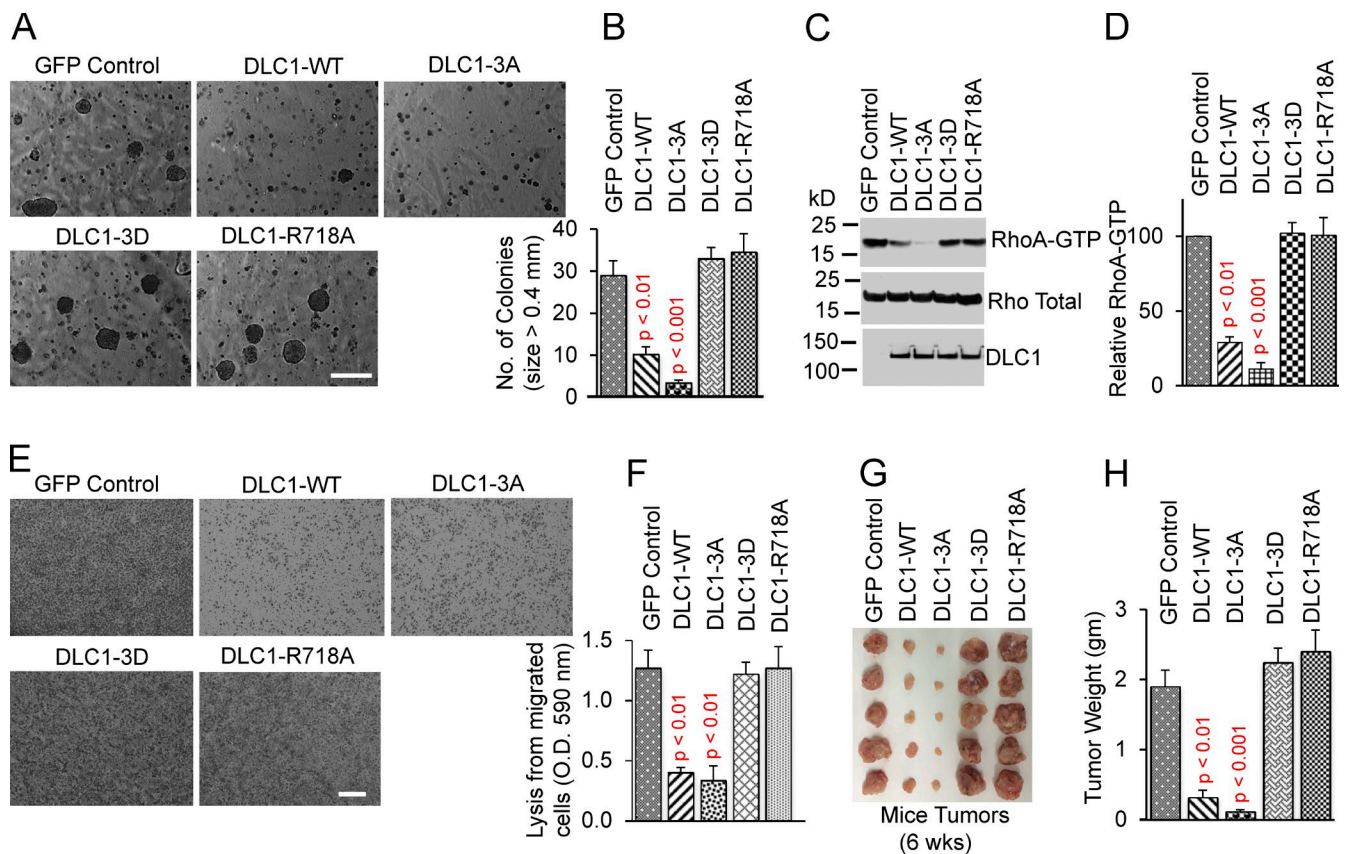 A
GFP Control
DLC1-WT
DLC1-3A
DLC1-3D
DLC1-R718A
B
GFP Control
DLC1-WT
DLC1-3A
DLC1-3D
DLC1-R718A
No. of Colonies
(size > 0.4 mm)
40
30
20
10
0
p < 0.01
p < 0.001
C
GFP Control
DLC1-WT
DLC1-3A
DLC1-3D
DLC1-R718A
kD
25
15
RhoA-GTP
25
15
Rho Total
150
100
DLC1
D
GFP Control
DLC1-WT
DLC1-3A
DLC1-3D
DLC1-R718A
Relative RhoA-GTP
100
50
0
p < 0.01
p < 0.001
E
GFP Control
DLC1-WT
DLC1-3A
DLC1-3D
DLC1-R718A
F
GFP Control
DLC1-WT
DLC1-3A
DLC1-3D
DLC1-R718A
Lysis from migrated
cells (O.D. 590 nm)
1.5
1.0
0.5
0.0
p < 0.01
p < 0.01
G
GFP Control
DLC1-WT
DLC1-3A
DLC1-3D
DLC1-R718A
Mice Tumors
(6 wks)
H
GFP Control
DLC1-WT
DLC1-3A
DLC1-3D
DLC1-R718A
Tumor Weight (gm)
3
2
1
0
p < 0.01
p < 0.001